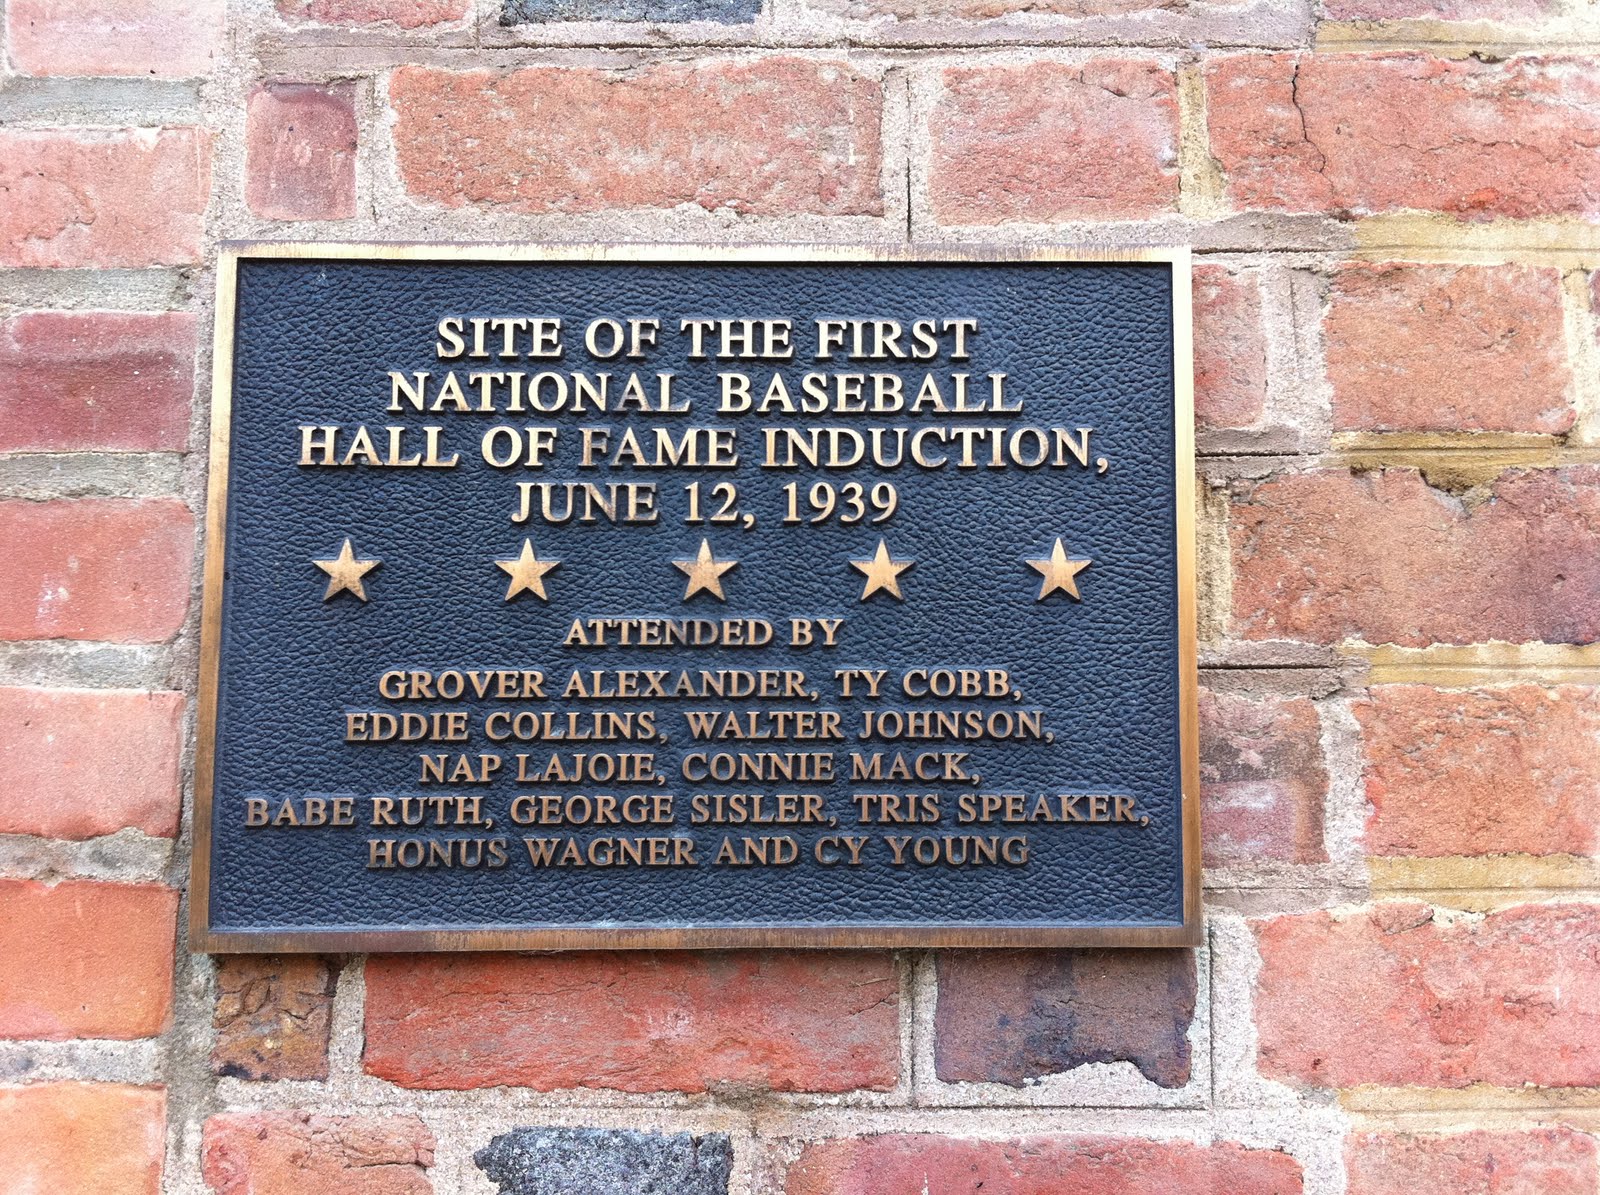 SITE OF THE FIRST
NATIONAL BASEBALL
HALL OF FAME INDUCTION,
JUNE 12, 1939
ATTENDED BY
GROVER ALEXANDER, TY COBB,
EDDIE COLLINS, WALTER JOHNSON,
NAP LAJOIE, CONNIE MACK,
BABE RUTH, GEORGE SISLER, TRIS SPEAKER,
HONUS WAGNER AND CY YOUNG